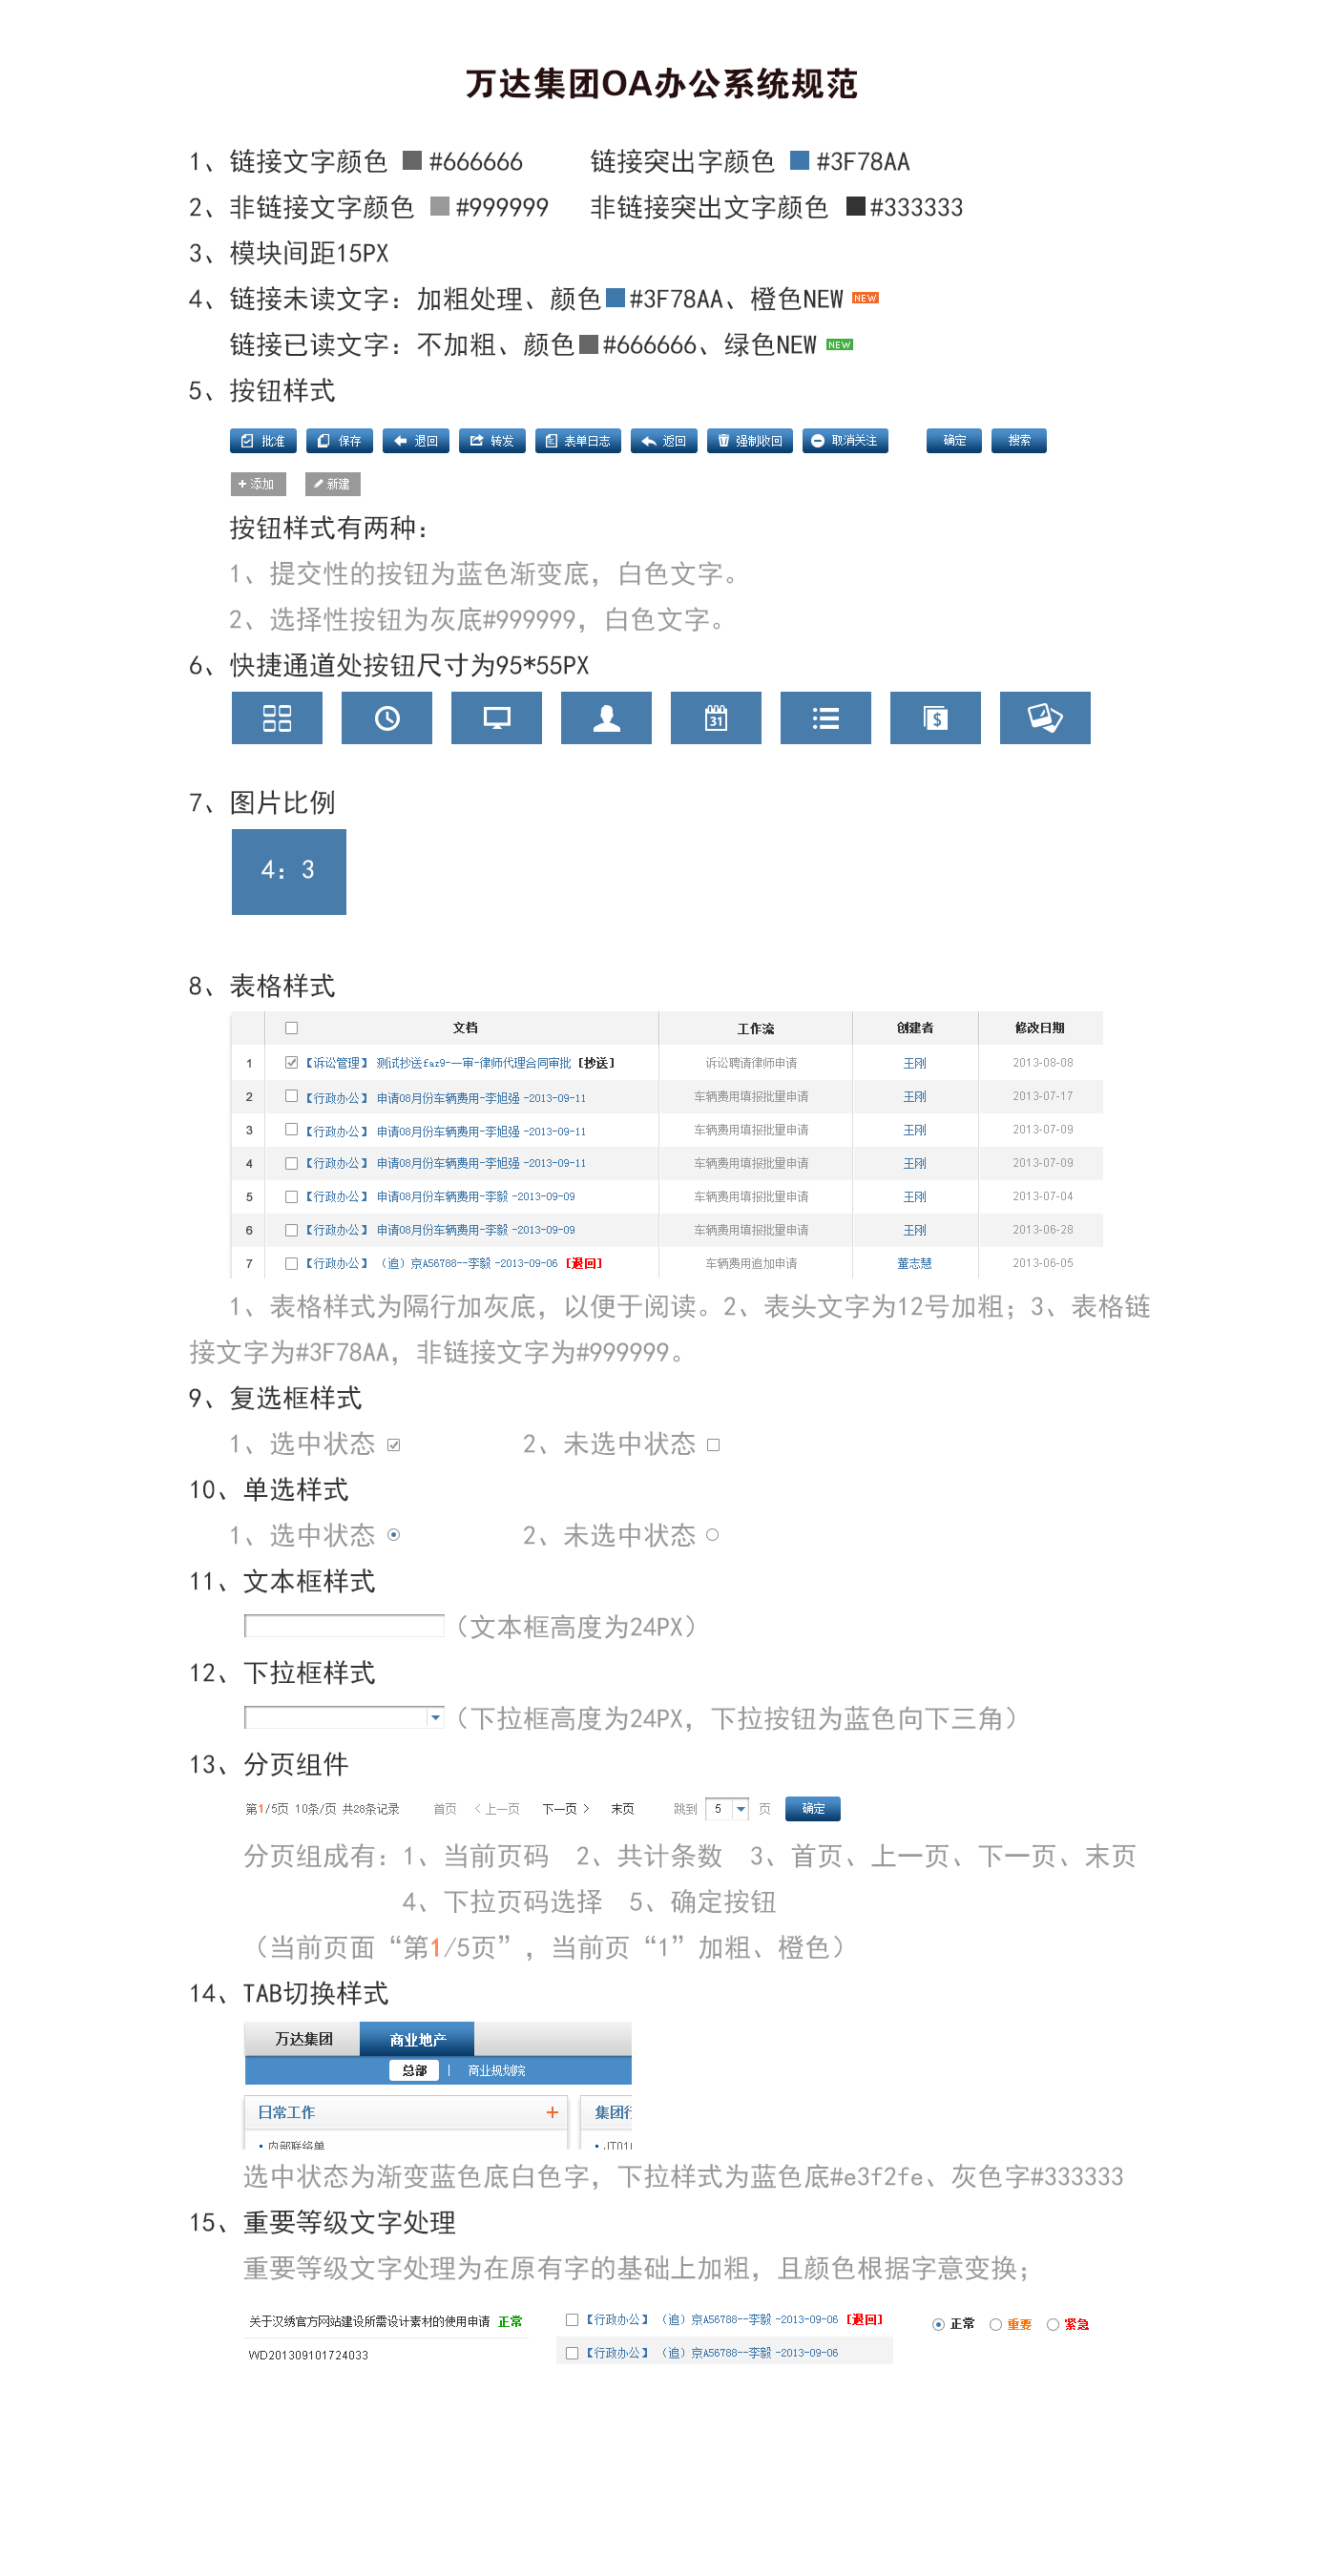 万达集团OA办公系统规范
1、链接文字颜色 #666666 链接突出字颜色 #3F78AA
2、非链接文字颜色 #999999 非链接突出文字颜色 #333333
3、模块间距15PX
4、链接未读文字：加粗处理、颜色#3F78AA、橙色NEW NEW
链接已读文字：不加粗、颜色#666666、绿色NEW NEW
5、按钮样式
批准 保存 退回 转发 表单日志 返回 强制收回 取消关注 确定 搜索
添加 新建
按钮样式有两种：
1、提交性的按钮为蓝色渐变底，白色文字。
2、选择性按钮为灰底#999999，白色文字。
6、快捷通道处按钮尺寸为95*55PX
31 $
7、图片比例
4：3
8、表格样式
文档 工作流 创建者 修改日期
1 【诉讼管理】 测试抄送faz9-一审-律师代理合同审批 [抄送] 诉讼聘请律师申请 王刚 2013-08-08
2 【行政办公】 申请08月份车辆费用-李旭强 -2013-09-11 车辆费用填报批量申请 王刚 2013-07-17
3 【行政办公】 申请08月份车辆费用-李旭强 -2013-09-11 车辆费用填报批量申请 王刚 2013-07-09
4 【行政办公】 申请08月份车辆费用-李旭强 -2013-09-11 车辆费用填报批量申请 王刚 2013-07-09
5 【行政办公】 申请08月份车辆费用-李毅 -2013-09-09 车辆费用填报批量申请 王刚 2013-07-04
6 【行政办公】 申请08月份车辆费用-李毅 -2013-09-09 车辆费用填报批量申请 王刚 2013-06-28
7 【行政办公】 （追）京A56788--李毅 -2013-09-06 [退回] 车辆费用追加申请 董志慧 2013-06-05
1、表格样式为隔行加灰底，以便于阅读。2、表头文字为12号加粗；3、表格链
接文字为#3F78AA，非链接文字为#999999。
9、复选框样式
1、选中状态 2、未选中状态
10、单选样式
1、选中状态 2、未选中状态
11、文本框样式
（文本框高度为24PX）
12、下拉框样式
（下拉框高度为24PX，下拉按钮为蓝色向下三角）
13、分页组件
第1/5页 10条/页 共28条记录 首页 <上一页 下一页> 末页 跳到 5 页 确定
分页组成有：1、当前页码 2、共计条数 3、首页、上一页、下一页、末页
4、下拉页码选择 5、确定按钮
（当前页面“第1/5页”，当前页“1”加粗、橙色）
14、TAB切换样式
万达集团 商业地产
总部 | 商业规划院
日常工作 + 集团行
• 内部联络单 • JT01
选中状态为渐变蓝色底白色字，下拉样式为蓝色底#e3f2fe、灰色字#333333
15、重要等级文字处理
重要等级文字处理为在原有字的基础上加粗，且颜色根据字意变换；
关于汉绣官方网站建设所需设计素材的使用申请 正常 【行政办公】 （追）京A56788--李毅 -2013-09-06 [退回] 正常 重要 紧急
WD201309101724033 【行政办公】 （追）京A56788--李毅 -2013-09-06